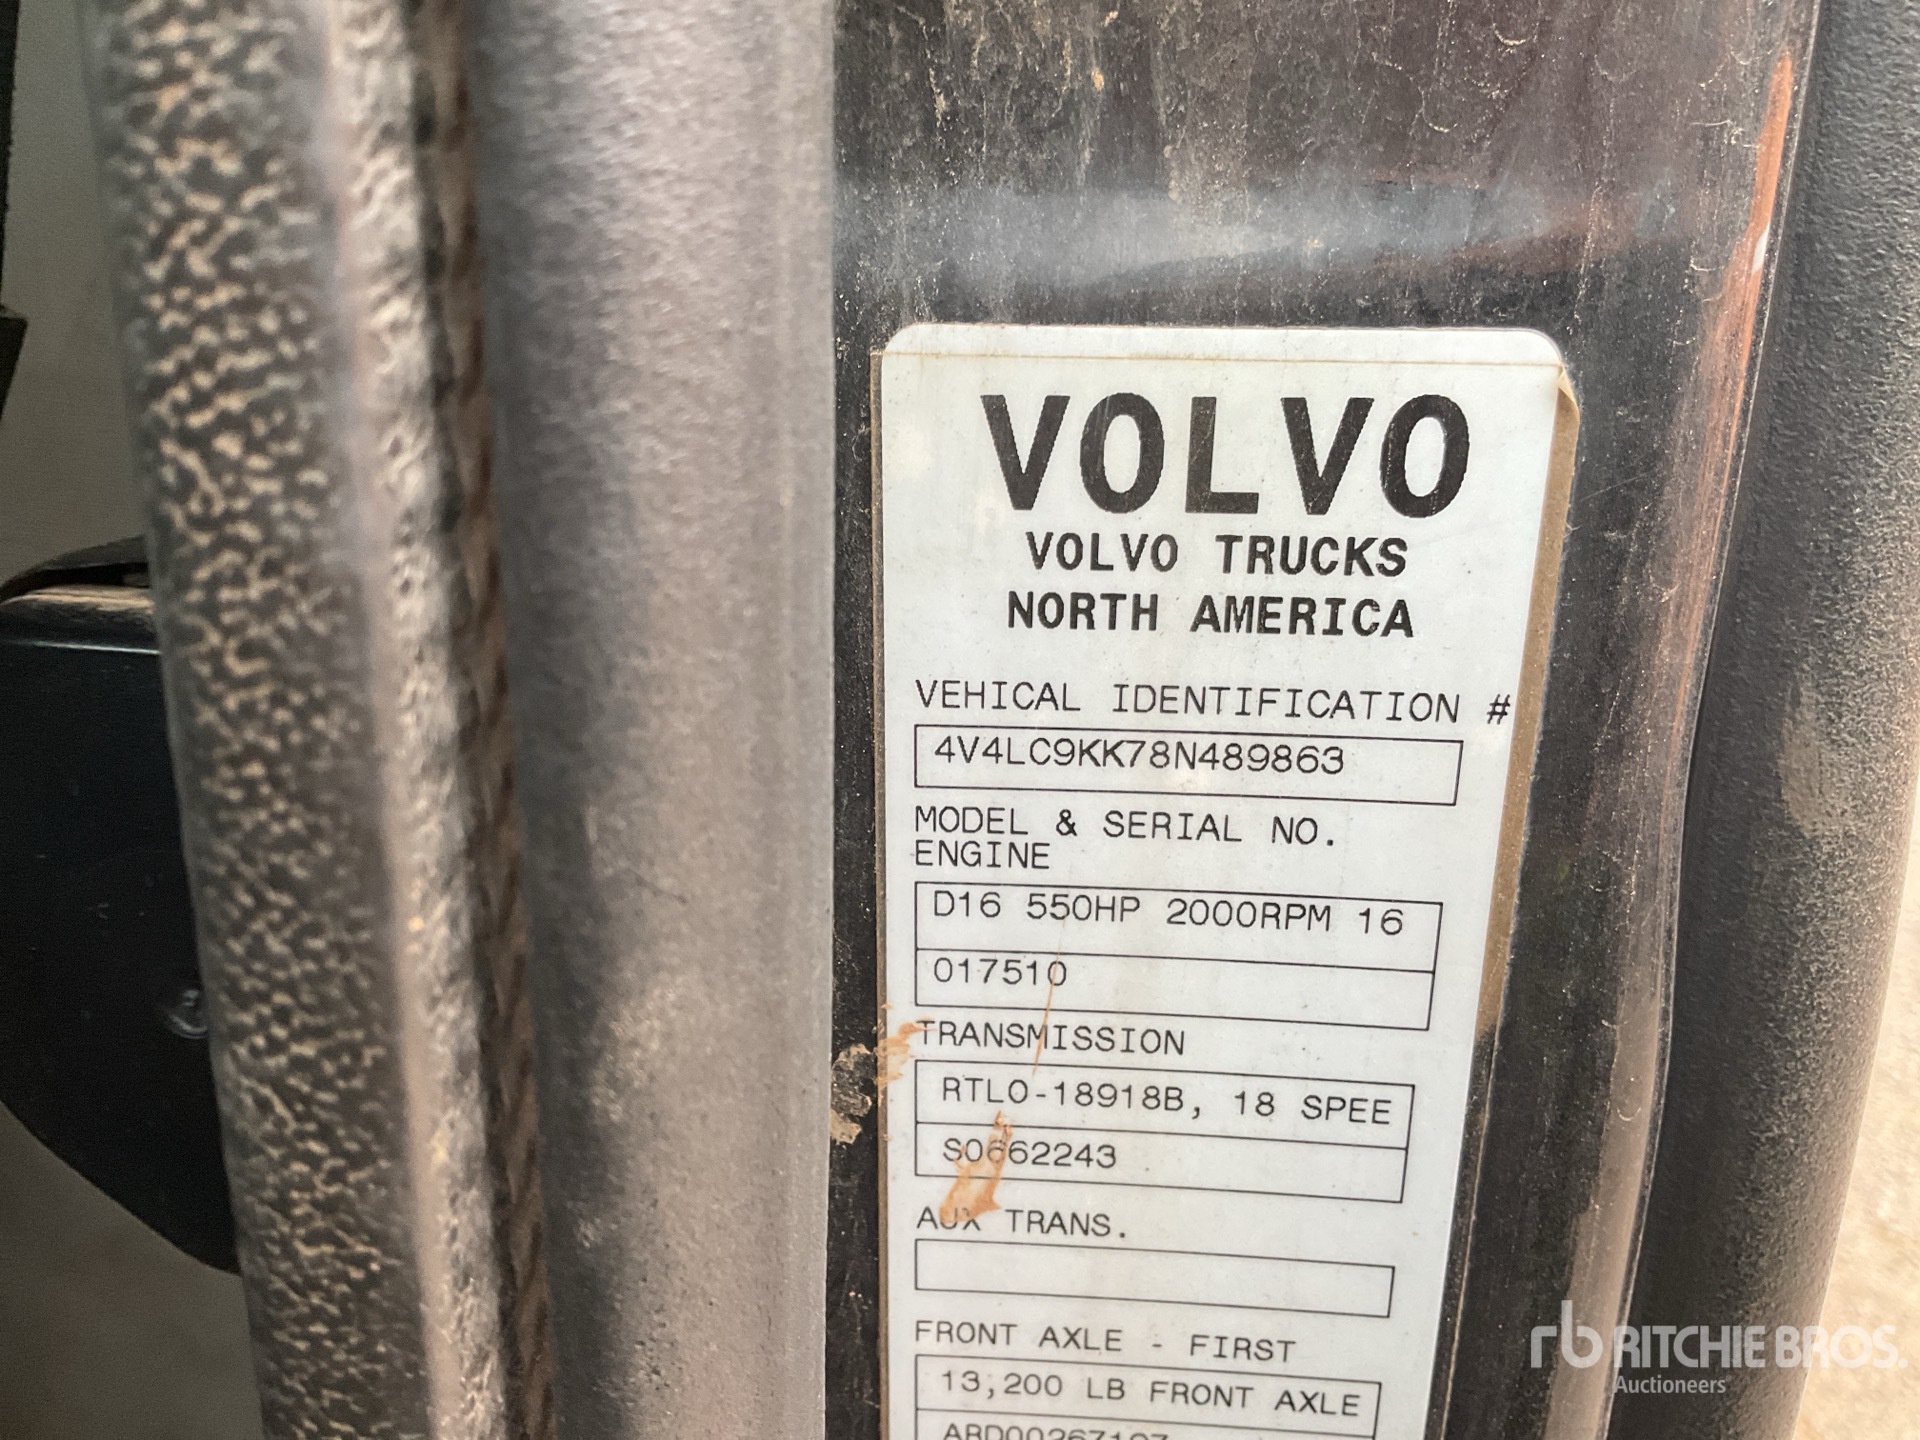 VOLVO
VOLVO TRUCKS
NORTH AMERICA
VEHICAL IDENTIFICATION #
4V4LC9KK78N489863
MODEL & SERIAL NO.
ENGINE
D16 550HP 2000RPM 16
017510
TRANSMISSION
RTLO-18918B, 18 SPEE
S0662243
AUX TRANS.
FRONT AXLE - FIRST
13,200 LB FRONT AXLE
rb RITCHIE BROS.
Auctioneers